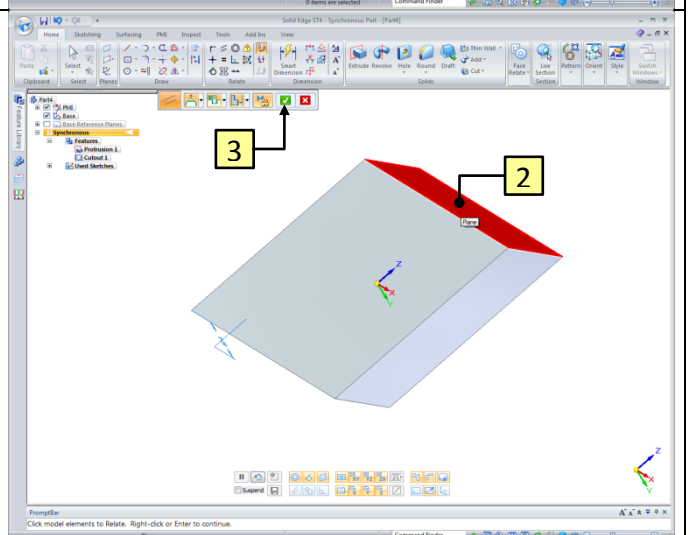 0 items are selected
Command Finder
Solid Edge ST4 - Synchronous Part - [Part4]
Home Sketching Surfacing PMI Inspect Tools Add Ins View
Paste
Select
Smart Dimension
Extrude Revolve Hole Round Draft
Thin Wall
Add
Cut
Face Relate
Live Section
Pattern
Orient
Style
Switch Windows
Clipboard Select Planes Draw Relate Dimension Solids Section Window
Feature Library
Part4
PMI
Base
Base Reference Planes
Synchronous
Features
Protrusion 1
Cutout 1
Used Sketches
3
2
Plane
Z
X
Y
Z
X
Y
Suspend
PromptBar
Click model elements to Relate. Right-click or Enter to continue.
Command Finder